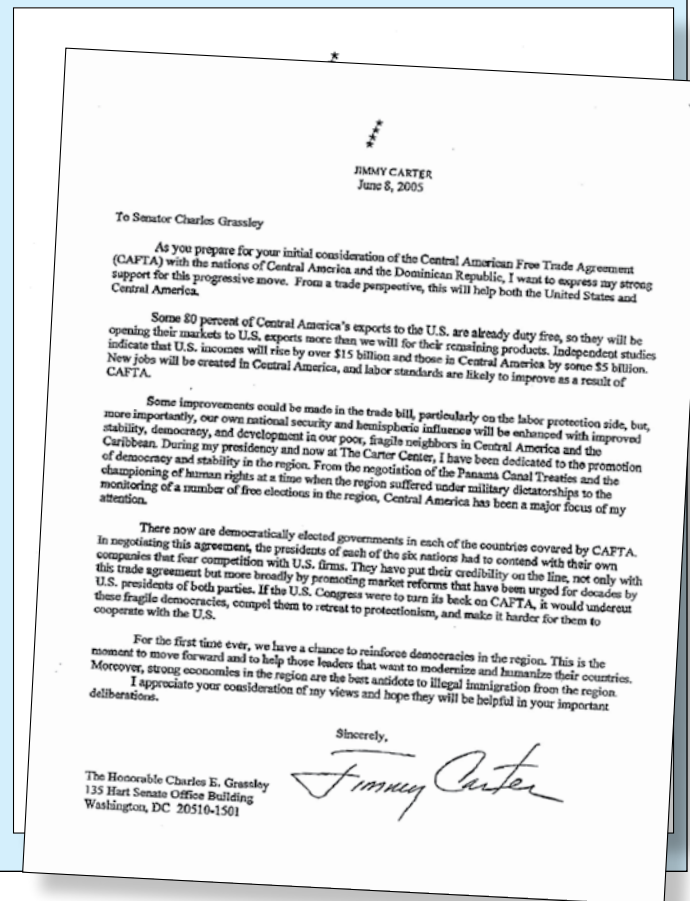 JIMMY CARTER
June 8, 2005
To Senator Charles Grassley
As you prepare for your initial consideration of the Central American Free Trade Agreement
(CAFTA) with the nations of Central America and the Dominican Republic, I want to express my strong
support for this progressive move. From a trade perspective, this will help both the United States and
Central America.
Some 80 percent of Central America's exports to the U.S. are already duty free, so they will be
opening their markets to U.S. exports more than we will for their remaining products. Independent studies
indicate that U.S. incomes will rise by over $15 billion and those in Central America by some $5 billion.
New jobs will be created in Central America, and labor standards are likely to improve as a result of
CAFTA.
Some improvements could be made in the trade bill, particularly on the labor protection side, but,
more importantly, our own national security and hemispheric influence will be enhanced with improved
stability, democracy, and development in our poor, fragile neighbors in Central America and the
Caribbean. During my presidency and now at The Carter Center, I have been dedicated to the promotion
of democracy and stability in the region. From the negotiation of the Panama Canal Treaties and the
championing of human rights at a time when the region suffered under military dictatorships to the
monitoring of a number of free elections in the region, Central America has been a major focus of my
attention.
There now are democratically elected governments in each of the countries covered by CAFTA.
In negotiating this agreement, the presidents of each of the six nations had to contend with their own
companies that fear competition with U.S. firms. They have put their credibility on the line, not only with
this trade agreement but more broadly by promoting market reforms that have been urged for decades by
U.S. presidents of both parties. If the U.S. Congress were to turn its back on CAFTA, it would undercut
these fragile democracies, compel them to retreat to protectionism, and make it harder for them to
cooperate with the U.S.
For the first time ever, we have a chance to reinforce democracies in the region. This is the
moment to move forward and to help those leaders that want to modernize and humanize their countries.
Moreover, strong economies in the region are the best antidote to illegal immigration from the region.
I appreciate your consideration of my views and hope they will be helpful in your important
deliberations.
Sincerely,
Jimmy Carter
The Honorable Charles E. Grassley
135 Hart Senate Office Building
Washington, DC 20510-1501